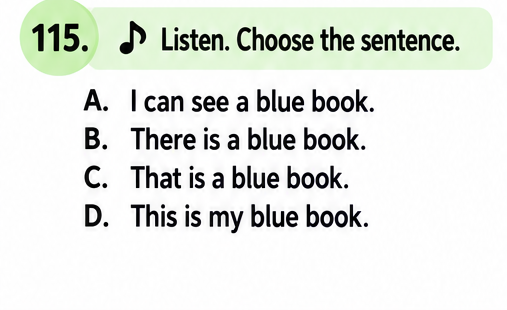 115. Listen. Choose the sentence.
A. I can see a blue book.
B. There is a blue book.
C. That is a blue book.
D. This is my blue book.